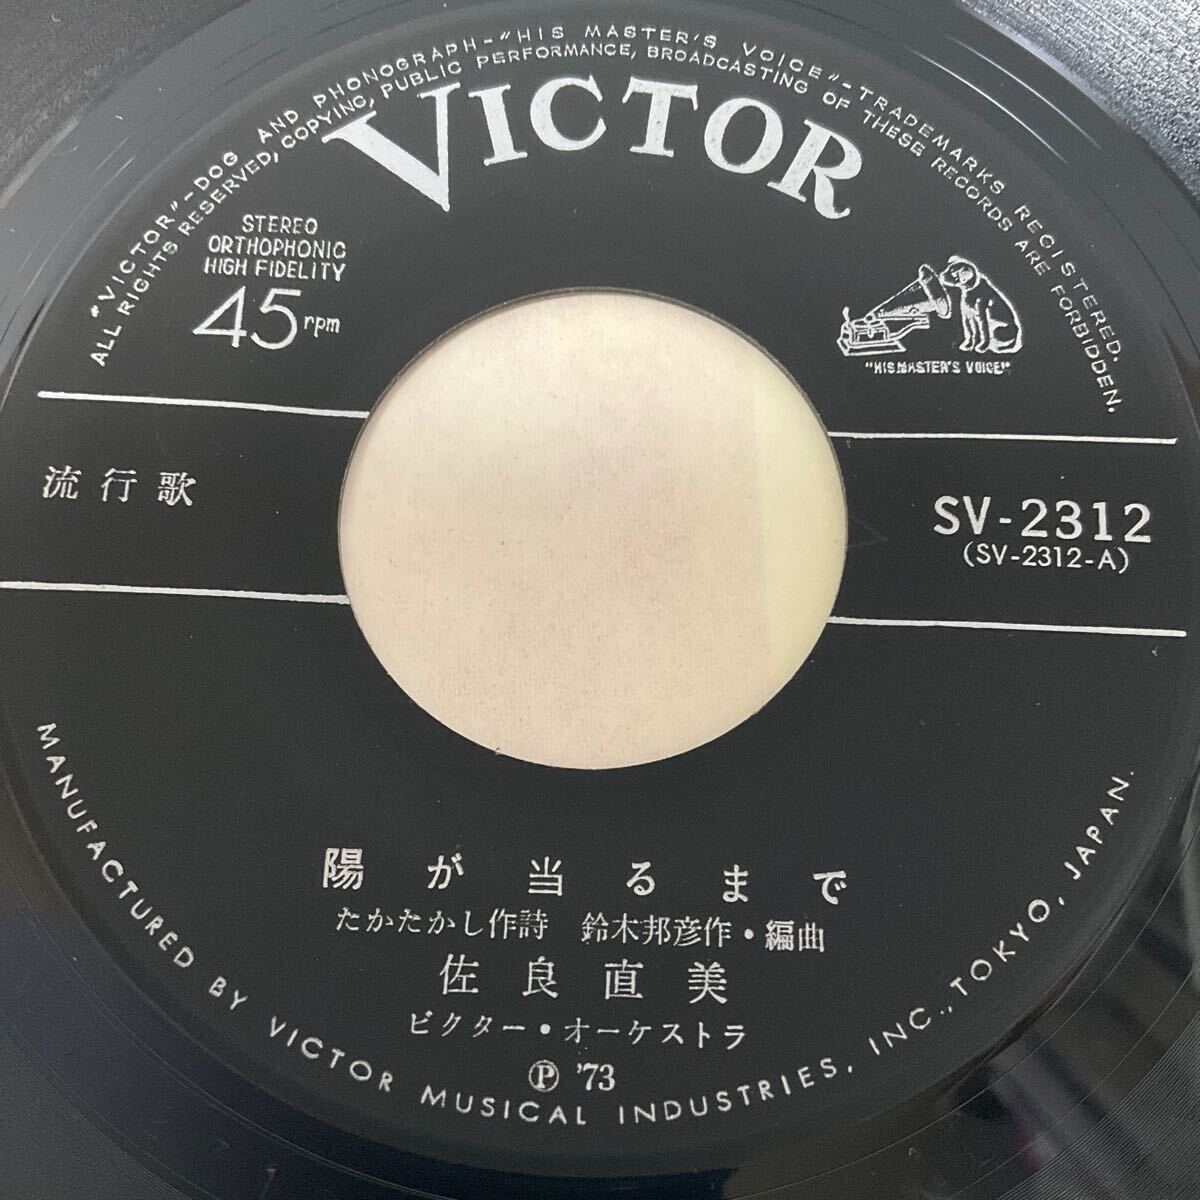 "VICTOR"–DOG AND PHONOGRAPH–"HIS MASTER'S VOICE"–TRADEMARKS REGISTERED.
ALL RIGHTS RESERVED, COPYING, PUBLIC PERFORMANCE, BROADCASTING OF THESE RECORDS ARE FORBIDDEN.
VICTOR
STEREO
ORTHOPHONIC
HIGH FIDELITY
45rpm
"HIS MASTER'S VOICE"
流行歌
SV-2312
(SV-2312-A)
陽が当るまで
たかたかし作詩 鈴木邦彦作・編曲
佐良直美
ビクター・オーケストラ
Ⓟ '73
MANUFACTURED BY VICTOR MUSICAL INDUSTRIES, INC., TOKYO, JAPAN.